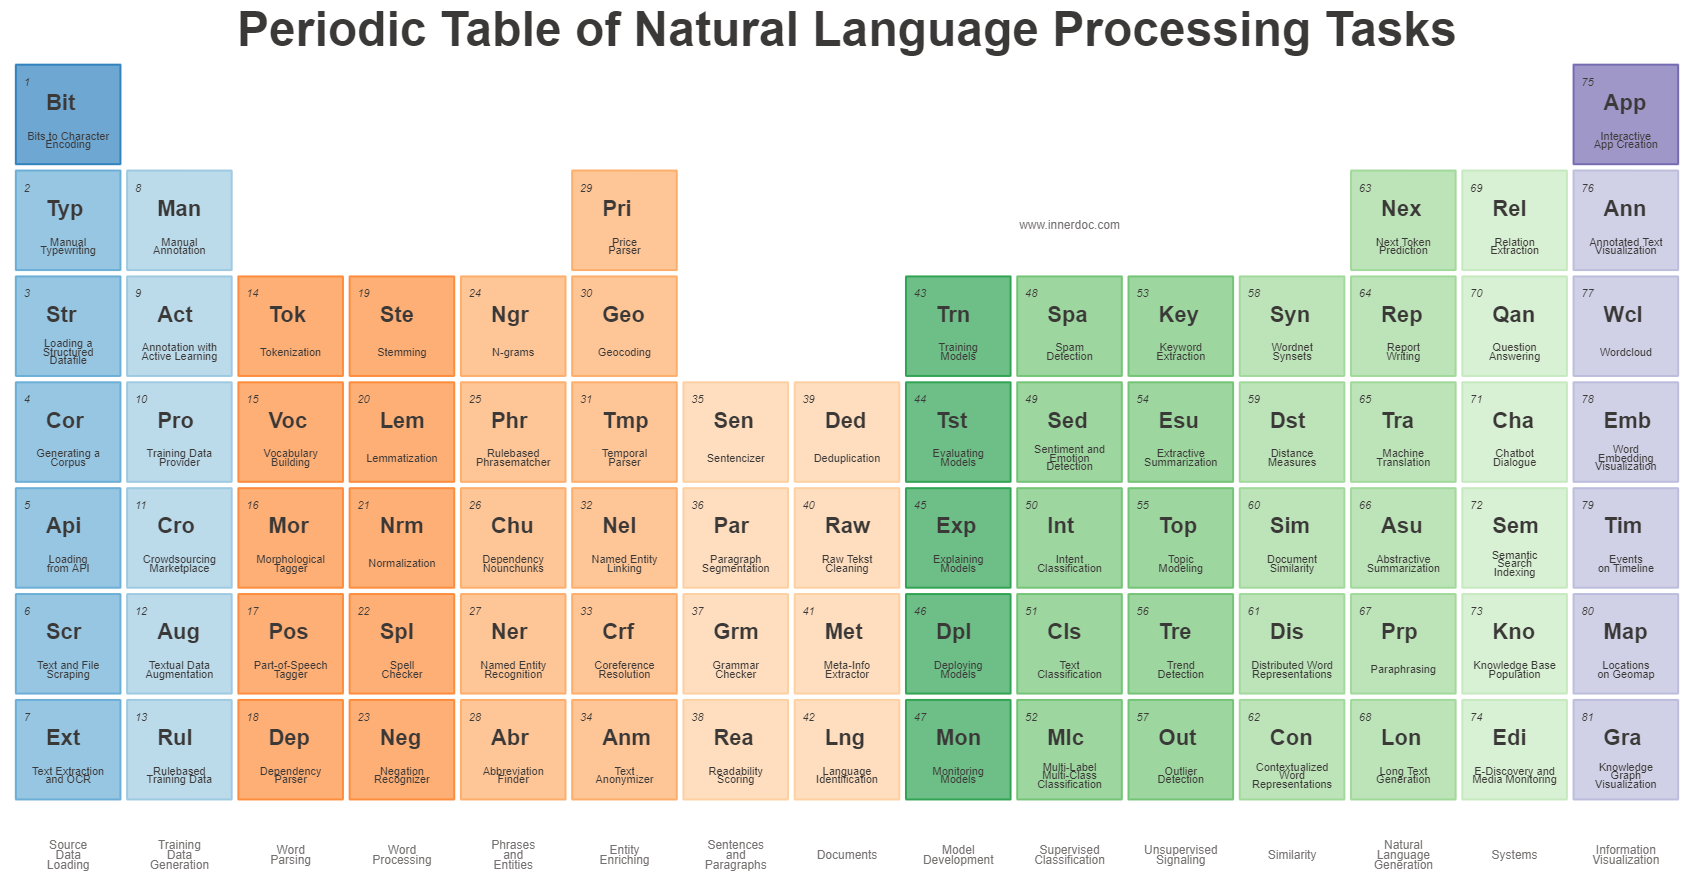 Periodic Table of Natural Language Processing Tasks
1
Bit
Bits to Character
Encoding
75
App
Interactive
App Creation
2
Typ
Manual
Typewriting
8
Man
Manual
Annotation
29
Pri
Price
Parser
www.innerdoc.com
63
Nex
Next Token
Prediction
69
Rel
Relation
Extraction
76
Ann
Annotated Text
Visualization
3
Str
Loading a
Structured
Datafile
9
Act
Annotation with
Active Learning
14
Tok
Tokenization
19
Ste
Stemming
24
Ngr
N-grams
30
Geo
Geocoding
43
Trn
Training
Models
48
Spa
Spam
Detection
53
Key
Keyword
Extraction
58
Syn
Wordnet
Synsets
64
Rep
Report
Writing
70
Qan
Question
Answering
77
Wcl
Wordcloud
4
Cor
Generating a
Corpus
10
Pro
Training Data
Provider
15
Voc
Vocabulary
Building
20
Lem
Lemmatization
25
Phr
Rulebased
Phrasematcher
31
Tmp
Temporal
Parser
35
Sen
Sentencizer
39
Ded
Deduplication
44
Tst
Evaluating
Models
49
Sed
Sentiment and
Emotion
Detection
54
Esu
Extractive
Summarization
59
Dst
Distance
Measures
65
Tra
Machine
Translation
71
Cha
Chatbot
Dialogue
78
Emb
Word
Embedding
Visualization
5
Api
Loading
from API
11
Cro
Crowdsourcing
Marketplace
16
Mor
Morphological
Tagger
21
Nrm
Normalization
26
Chu
Dependency
Nounchunks
32
Nel
Named Entity
Linking
36
Par
Paragraph
Segmentation
40
Raw
Raw Tekst
Cleaning
45
Exp
Explaining
Models
50
Int
Intent
Classification
55
Top
Topic
Modeling
60
Sim
Document
Similarity
66
Asu
Abstractive
Summarization
72
Sem
Semantic
Search
Indexing
79
Tim
Events
on Timeline
6
Scr
Text and File
Scraping
12
Aug
Textual Data
Augmentation
17
Pos
Part-of-Speech
Tagger
22
Spl
Spell
Checker
27
Ner
Named Entity
Recognition
33
Crf
Coreference
Resolution
37
Grm
Grammar
Checker
41
Met
Meta-Info
Extractor
46
Dpl
Deploying
Models
51
Cls
Text
Classification
56
Tre
Trend
Detection
61
Dis
Distributed Word
Representations
67
Prp
Paraphrasing
73
Kno
Knowledge Base
Population
80
Map
Locations
on Geomap
7
Ext
Text Extraction
and OCR
13
Rul
Rulebased
Training Data
18
Dep
Dependency
Parser
23
Neg
Negation
Recognizer
28
Abr
Abbreviation
Finder
34
Anm
Text
Anonymizer
38
Rea
Readability
Scoring
42
Lng
Language
Identification
47
Mon
Monitoring
Models
52
Mlc
Multi-Label
Multi-Class
Classification
57
Out
Outlier
Detection
62
Con
Contextualized
Word
Representations
68
Lon
Long Text
Generation
74
Edi
E-Discovery and
Media Monitoring
81
Gra
Knowledge
Graph
Visualization
Source
Data
Loading
Training
Data
Generation
Word
Parsing
Word
Processing
Phrases
and
Entities
Entity
Enriching
Sentences
and
Paragraphs
Documents
Model
Development
Supervised
Classification
Unsupervised
Signaling
Similarity
Natural
Language
Generation
Systems
Information
Visualization